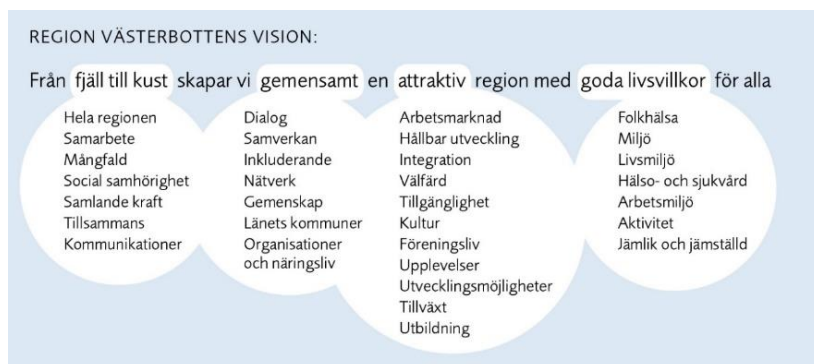 REGION VÄSTERBOTTENS VISION:
Från fjäll till kust skapar vi gemensamt en attraktiv region med goda livsvillkor för alla
Hela regionen
Samarbete
Mångfald
Social samhörighet
Samlande kraft
Tillsammans
Kommunikationer
Dialog
Samverkan
Inkluderande
Nätverk
Gemenskap
Länets kommuner
Organisationer
och näringsliv
Arbetsmarknad
Hållbar utveckling
Integration
Välfärd
Tillgänglighet
Kultur
Föreningsliv
Upplevelser
Utvecklingsmöjligheter
Tillväxt
Utbildning
Folkhälsa
Miljö
Livsmiljö
Hälso- och sjukvård
Arbetsmiljö
Aktivitet
Jämlik och jämställd